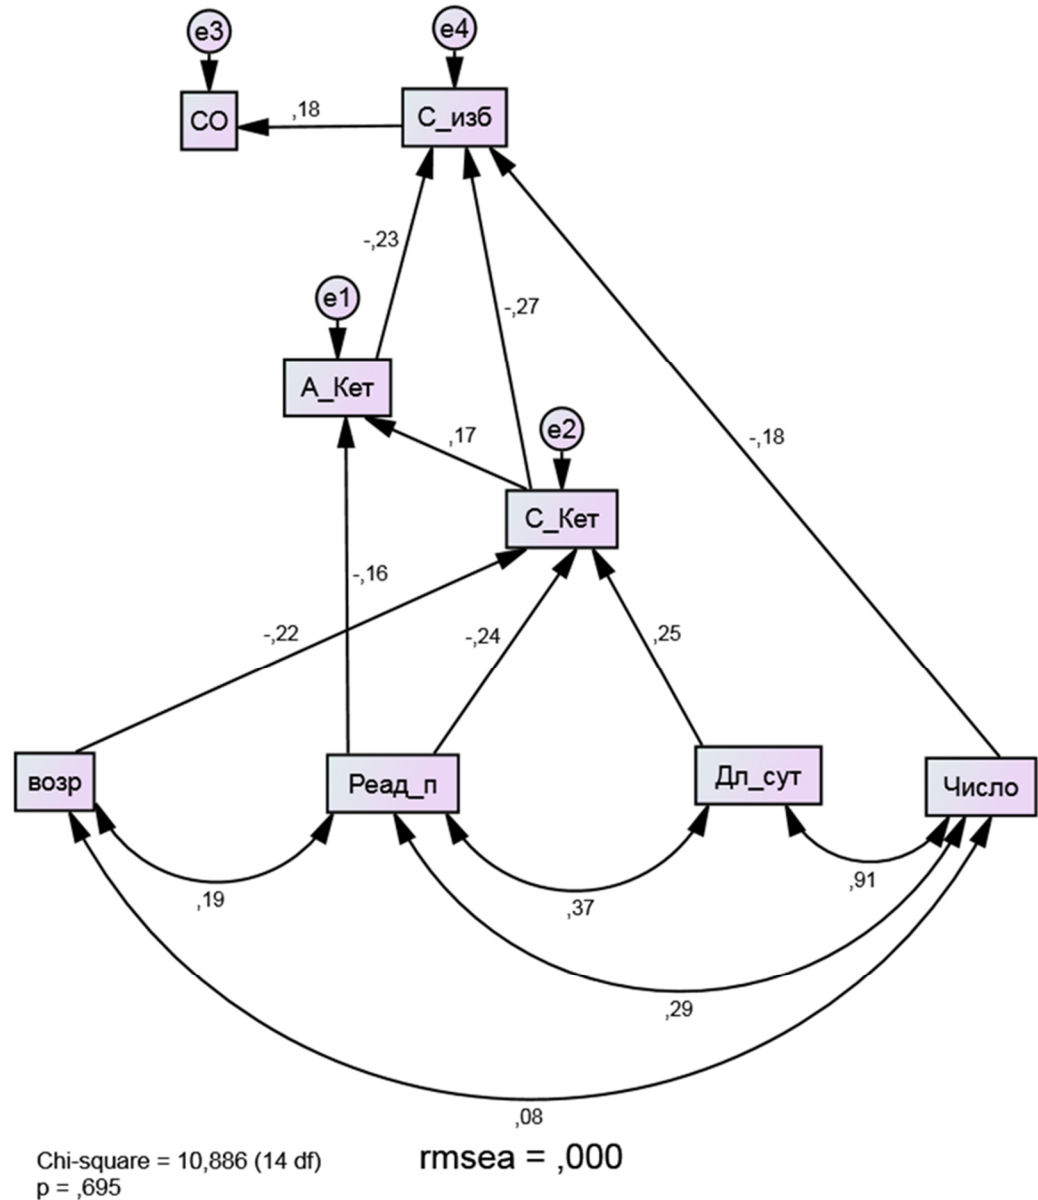 e3
e4
СО
,18
С_изб
-,23
e1
-,27
А_Кет
,17
e2
-,18
С_Кет
-,16
-,22
-,24
,25
возр
Реад_п
Дл_сут
Число
,19
,37
,91
,29
,08
Chi-square = 10,886 (14 df)
p = ,695
rmsea = ,000